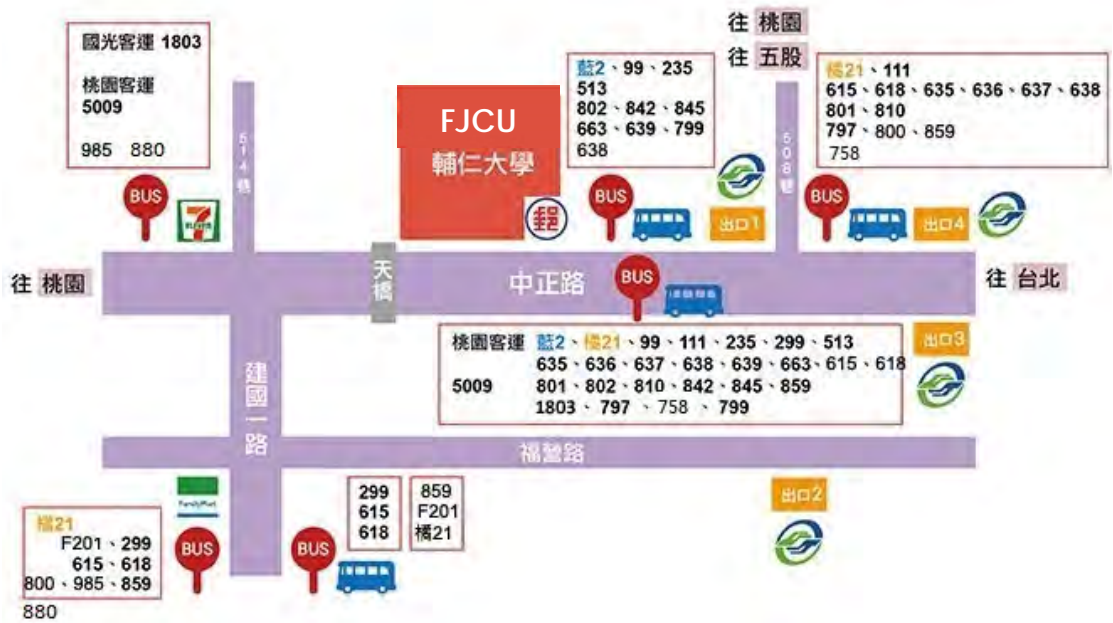 國光客運 1803
桃園客運
5009
985 880
BUS
7
ELEVEN
514巷
FJCU
輔仁大學
郵
藍2、99、235
513
802、842、845
663、639、799
638
BUS
出口1
往 桃園
往 五股
508巷
橘21、111
615、618、635、636、637、638
801、810
797、800、859
758
BUS
出口4
往 桃園
天橋
中正路
BUS
往 台北
桃園客運 藍2、橘21、99、111、235、299、513
635、636、637、638、639、663、615、618
5009 801、802、810、842、845、859
1803、797、758、799
出口3
建國一路
福營路
FamilyMart
橘21
F201、299
615、618
800、985、859
880
BUS
BUS
299
615
618
859
F201
橘21
出口2